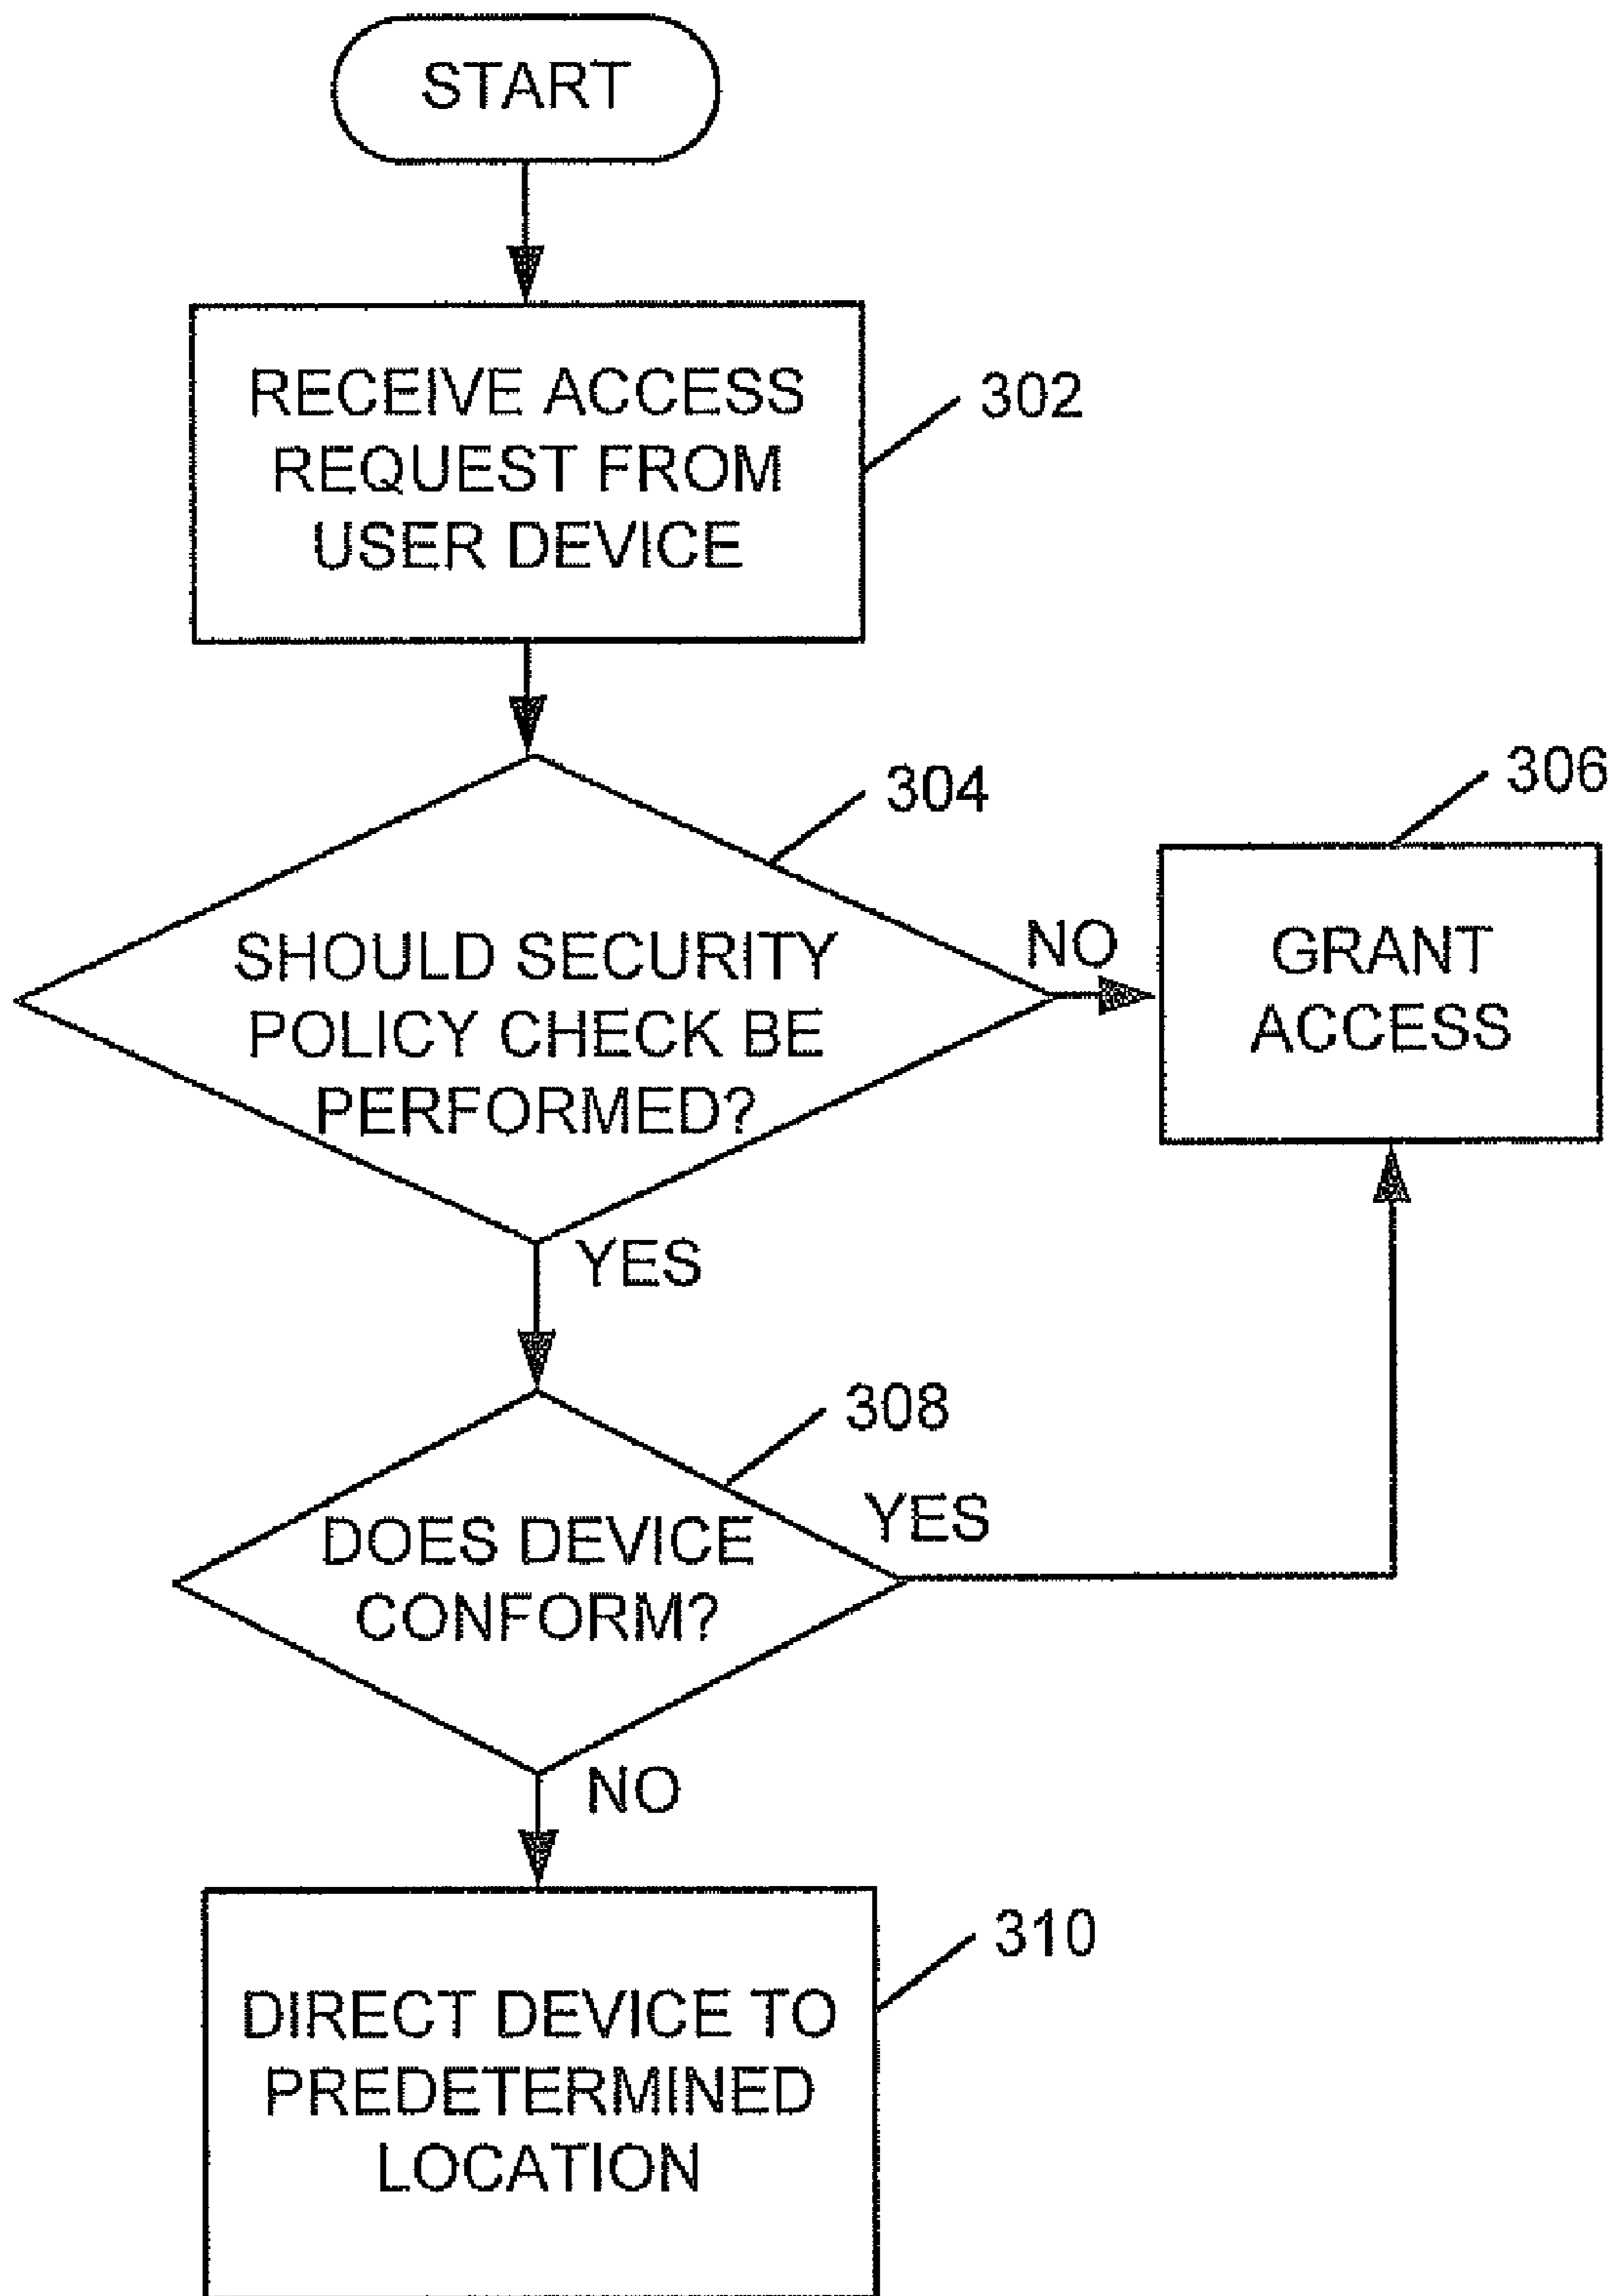 START
RECEIVE ACCESS
REQUEST FROM
USER DEVICE
302
304
SHOULD SECURITY
POLICY CHECK BE
PERFORMED?
NO
306
GRANT
ACCESS
YES
308
DOES DEVICE
CONFORM?
YES
NO
310
DIRECT DEVICE TO
PREDETERMINED
LOCATION